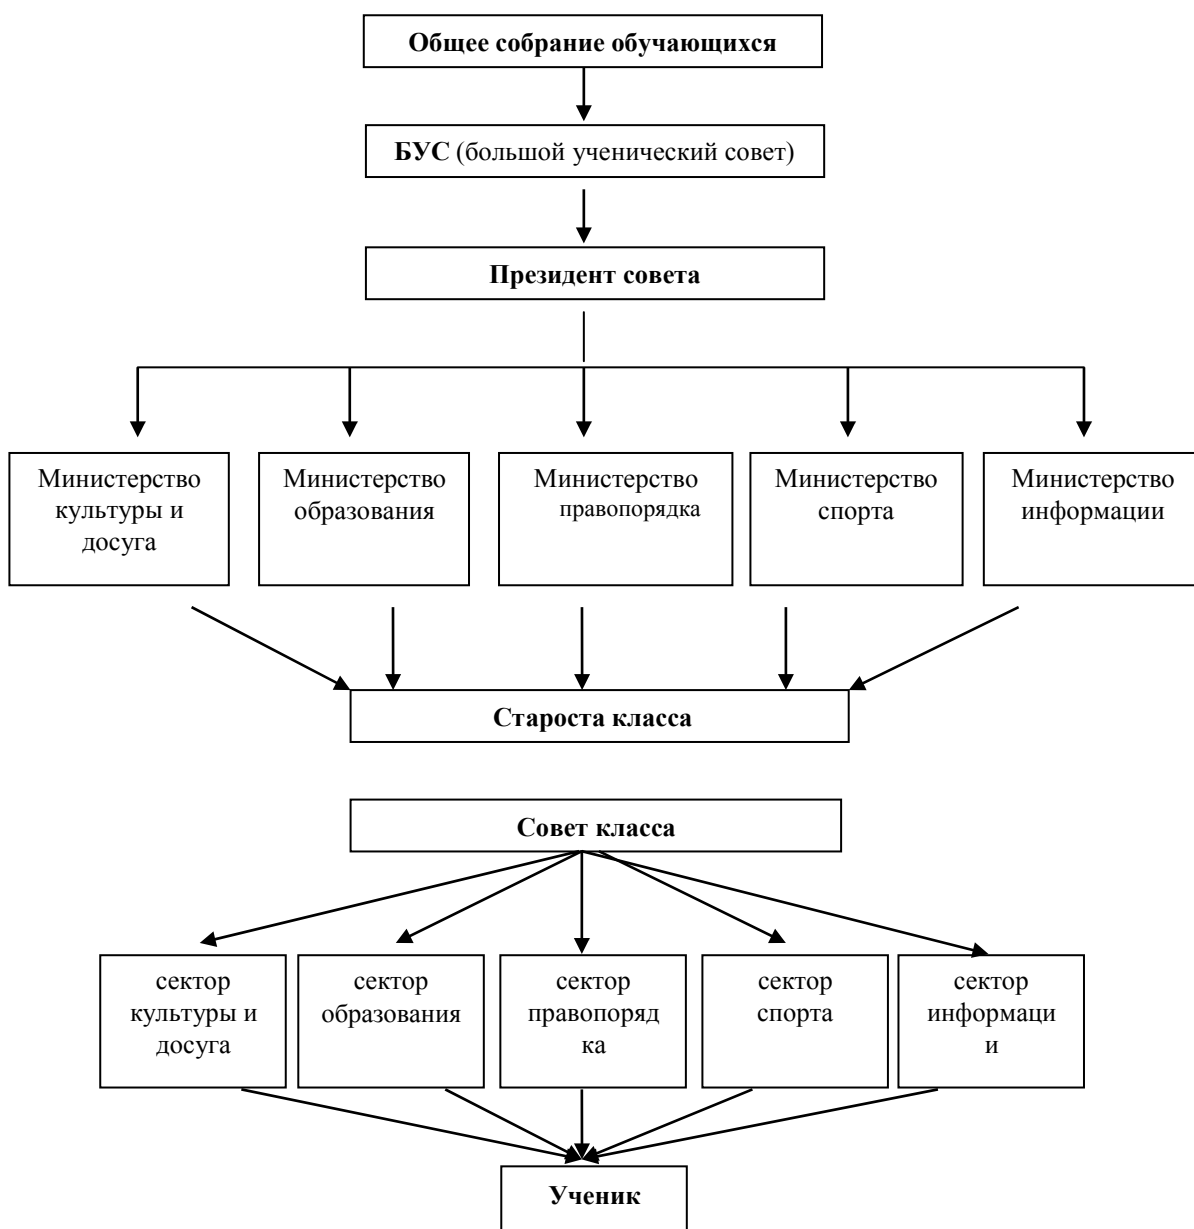 Общее собрание обучающихся
БУС (большой ученический совет)
Президент совета
Министерство
культуры и
досуга
Министерство
образования
Министерство
правопорядка
Министерство
спорта
Министерство
информации
Староста класса
Совет класса
сектор
культуры и
досуга
сектор
образования
сектор
правопоряд
ка
сектор
спорта
сектор
информаци
и
Ученик